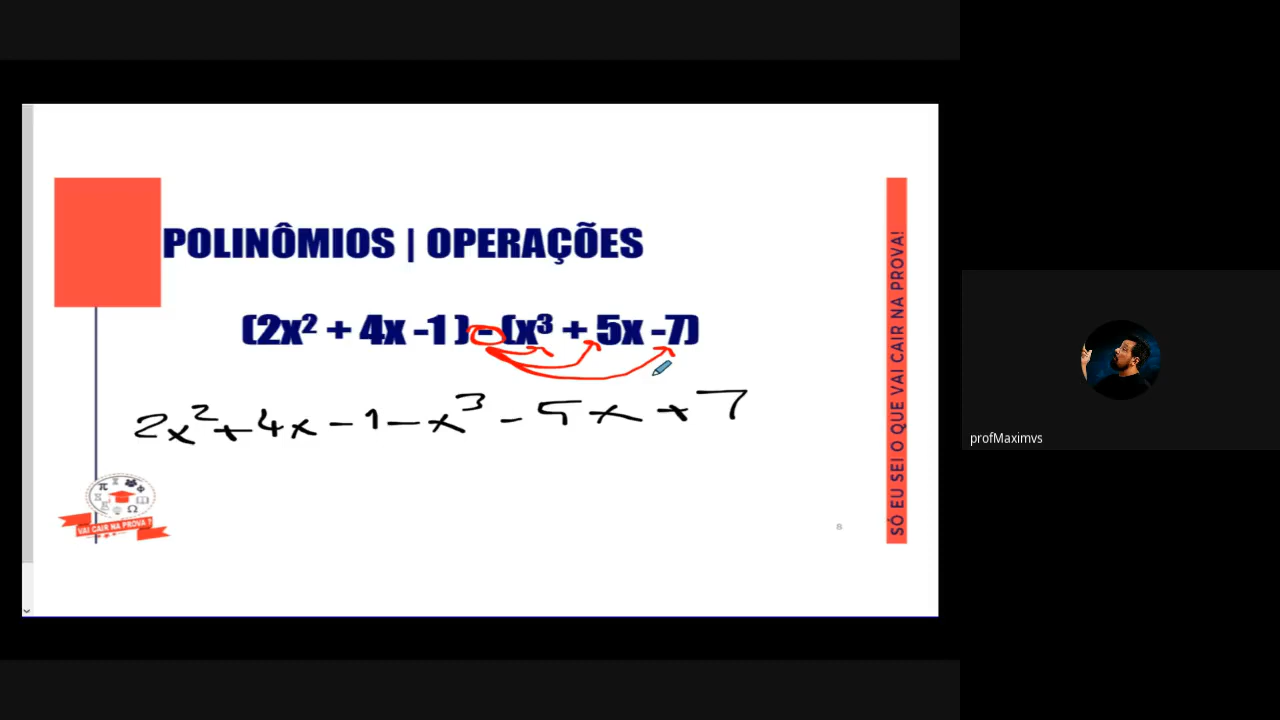 POLINÔMIOS | OPERAÇÕES
(2x² + 4x -1 ) - (x³ + 5x -7)
2x² + 4x - 1 - x³ - 5x + 7
VAI CAIR NA PROVA ?
8
SÓ EU SEI O QUE VAI CAIR NA PROVA!
profMaximvs